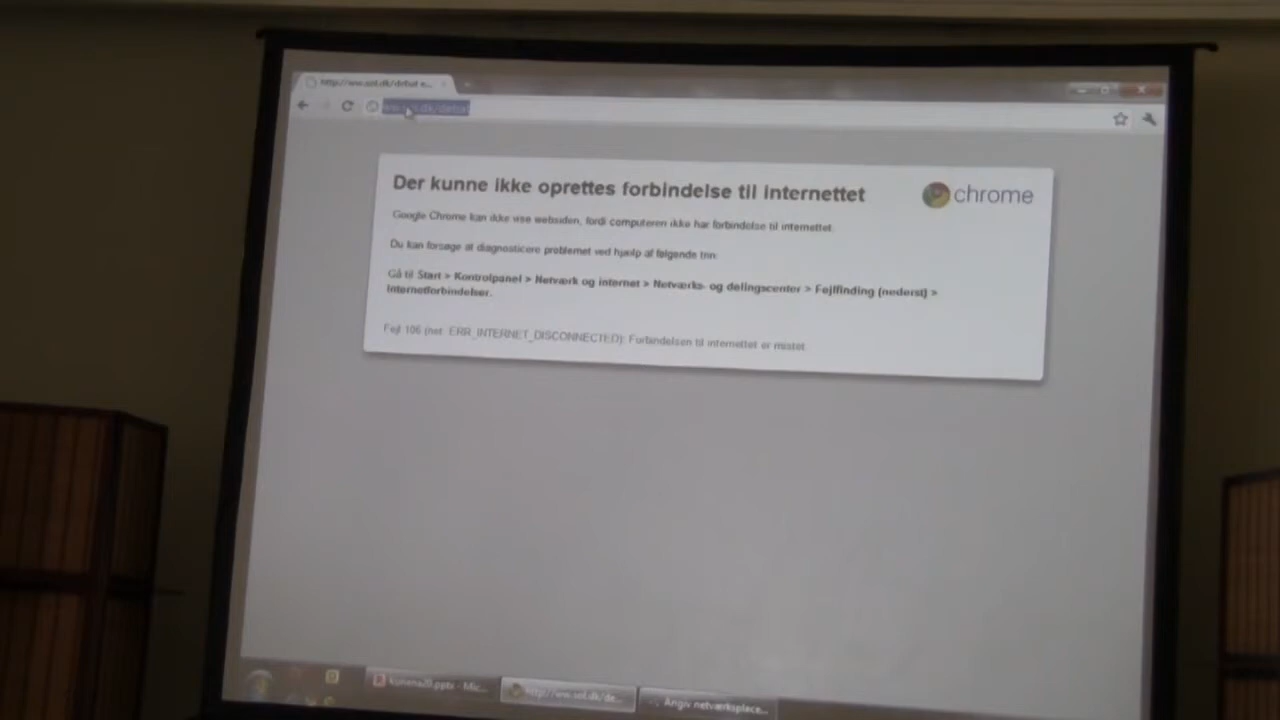 Der kunne ikke oprettes forbindelse til internettet
chrome
Google Chrome kan ikke vise websiden, fordi computeren ikke har forbindelse til internettet.
Du kan forsøge at diagnosticere problemet ved hjælp af følgende trin:
Gå til Start > Kontrolpanel > Netværk og internet > Netværks- og delingscenter > Fejlfinding (nederst) >
Internetforbindelser.
Fejl 106 (net::ERR_INTERNET_DISCONNECTED): Forbindelsen til internettet er mistet.
Angiv netværksplace...